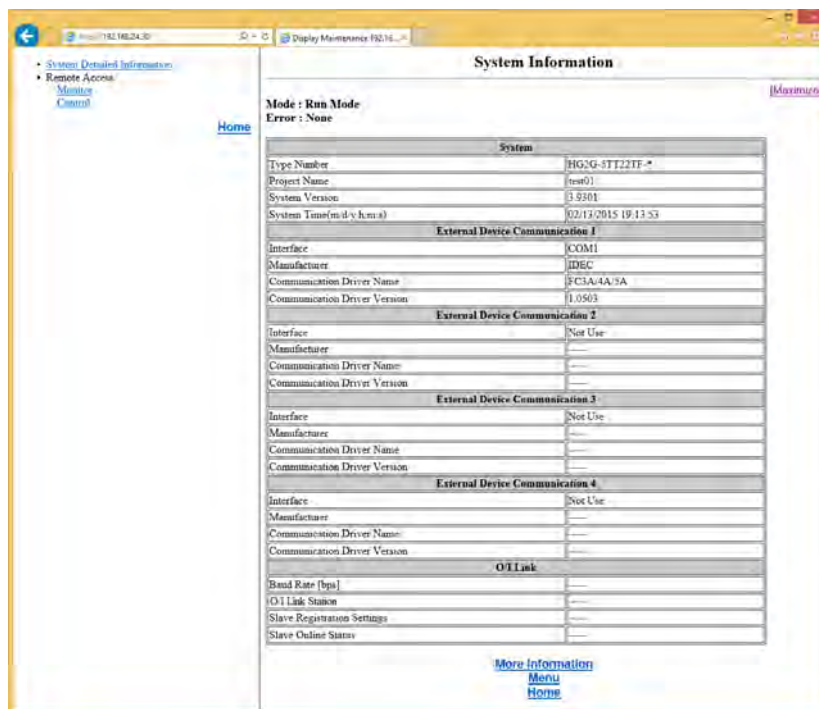 192.168.24.30
Display Maintenance 192.16...
System Detailed Information
Remote Access
Monitor
Control
Home
System Information
[Maximize
Mode : Run Mode
Error : None
System
Type Number HG2G-5TT22TF-*
Project Name test01
System Version 3.9301
System Time(m/d/y h:m:s) 02/13/2015 19:13:53
External Device Communication 1
Interface COM1
Manufacturer IDEC
Communication Driver Name FC3A/4A/5A
Communication Driver Version 1.0503
External Device Communication 2
Interface Not Use
Manufacturer -----
Communication Driver Name -----
Communication Driver Version -----
External Device Communication 3
Interface Not Use
Manufacturer -----
Communication Driver Name -----
Communication Driver Version -----
External Device Communication 4
Interface Not Use
Manufacturer -----
Communication Driver Name -----
Communication Driver Version -----
O/I Link
Baud Rate [bps] -----
O/I Link Station -----
Slave Registration Settings -----
Slave Online Status -----
More Information
Menu
Home